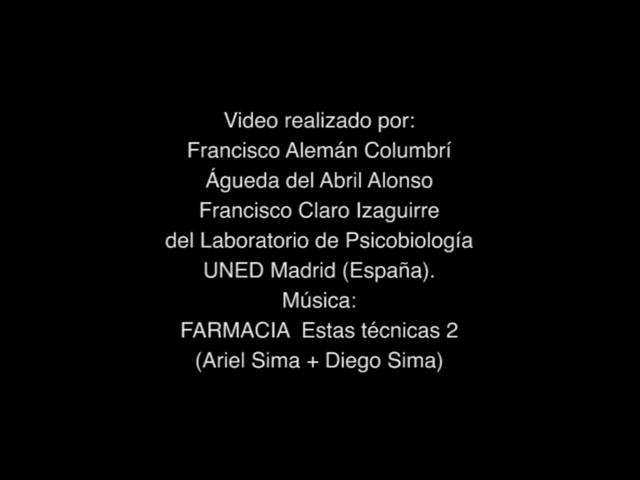 Video realizado por:
Francisco Alemán Columbrí
Águeda del Abril Alonso
Francisco Claro Izaguirre
del Laboratorio de Psicobiología
UNED Madrid (España).
Música:
FARMACIA  Estas técnicas 2
(Ariel Sima + Diego Sima)